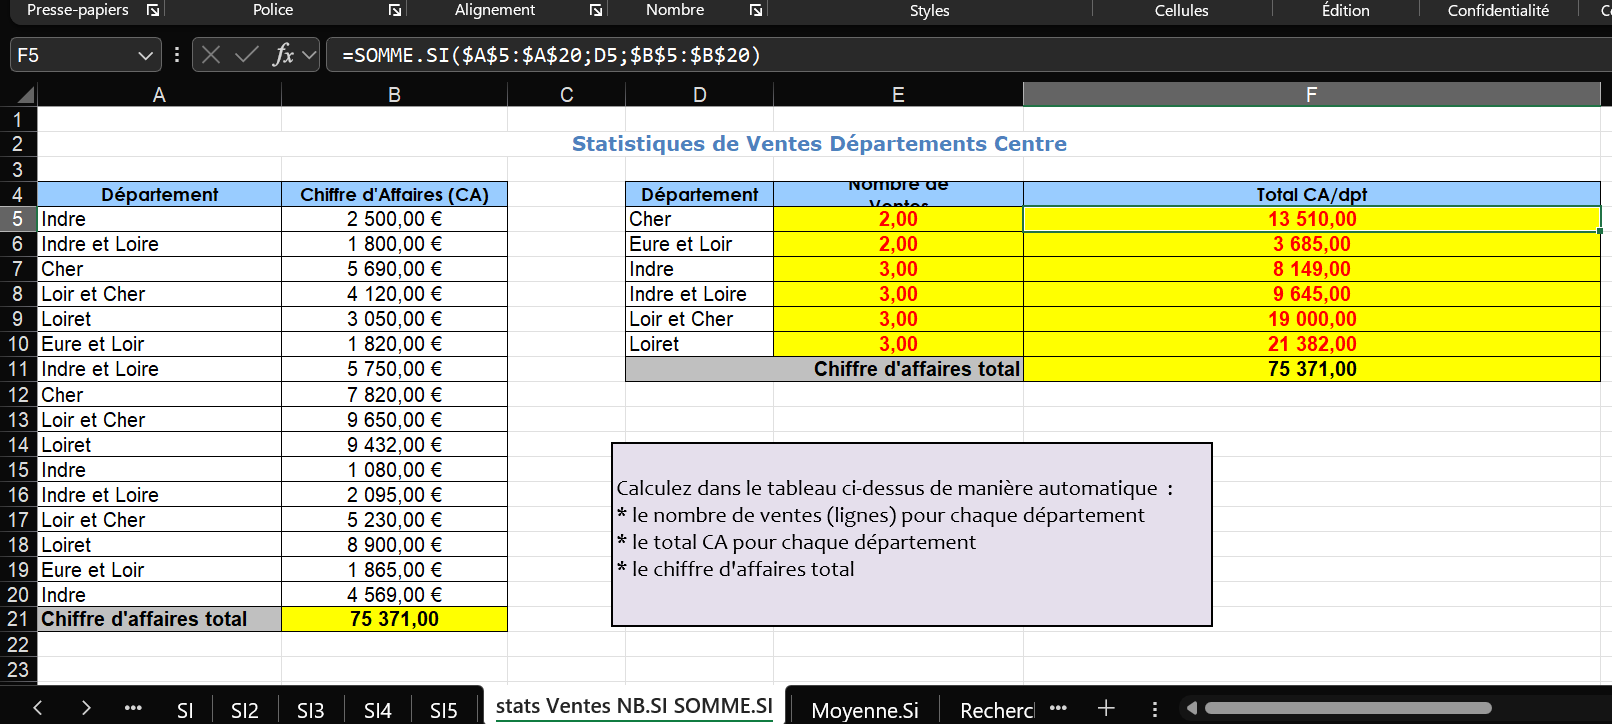 Presse-papiers Police Alignement Nombre Styles Cellules Édition Confidentialité
F5 fx =SOMME.SI($A$5:$A$20;D5;$B$5:$B$20)
A B C D E F
1
2 Statistiques de Ventes Départements Centre
3
4 Département Chiffre d'Affaires (CA) Département Nombre de Ventes Total CA/dpt
5 Indre 2 500,00 € Cher 2,00 13 510,00
6 Indre et Loire 1 800,00 € Eure et Loir 2,00 3 685,00
7 Cher 5 690,00 € Indre 3,00 8 149,00
8 Loir et Cher 4 120,00 € Indre et Loire 3,00 9 645,00
9 Loiret 3 050,00 € Loir et Cher 3,00 19 000,00
10 Eure et Loir 1 820,00 € Loiret 3,00 21 382,00
11 Indre et Loire 5 750,00 € Chiffre d'affaires total 75 371,00
12 Cher 7 820,00 €
13 Loir et Cher 9 650,00 €
14 Loiret 9 432,00 €
15 Indre 1 080,00 €
16 Indre et Loire 2 095,00 €
17 Loir et Cher 5 230,00 €
18 Loiret 8 900,00 €
19 Eure et Loir 1 865,00 €
20 Indre 4 569,00 €
21 Chiffre d'affaires total 75 371,00
22
23
Calculez dans le tableau ci-dessus de manière automatique :
* le nombre de ventes (lignes) pour chaque département
* le total CA pour chaque département
* le chiffre d'affaires total
SI SI2 SI3 SI4 SI5 stats Ventes NB.SI SOMME.SI Moyenne.Si Recherc